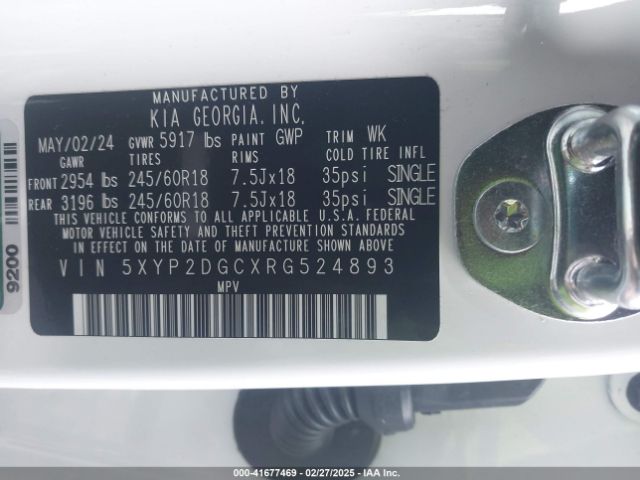 MANUFACTURED BY
KIA GEORGIA, INC.
MAY/02/24 GVWR 5917 lbs PAINT GWP TRIM WK
GAWR TIRES RIMS COLD TIRE INFL
FRONT 2954 lbs 245/60R18 7.5Jx18 35psi SINGLE
REAR 3196 lbs 245/60R18 7.5Jx18 35psi SINGLE
THIS VEHICLE CONFORMS TO ALL APPLICABLE U.S.A. FEDERAL
MOTOR VEHICLE SAFETY AND THEFT PREVENTION STANDARDS
IN EFFECT ON THE DATE OF MANUFACTURE SHOWN ABOVE
VIN 5XYP2DGCXRG524893
MPV
9200
000-41677469 - 02/27/2025 - IAA Inc.